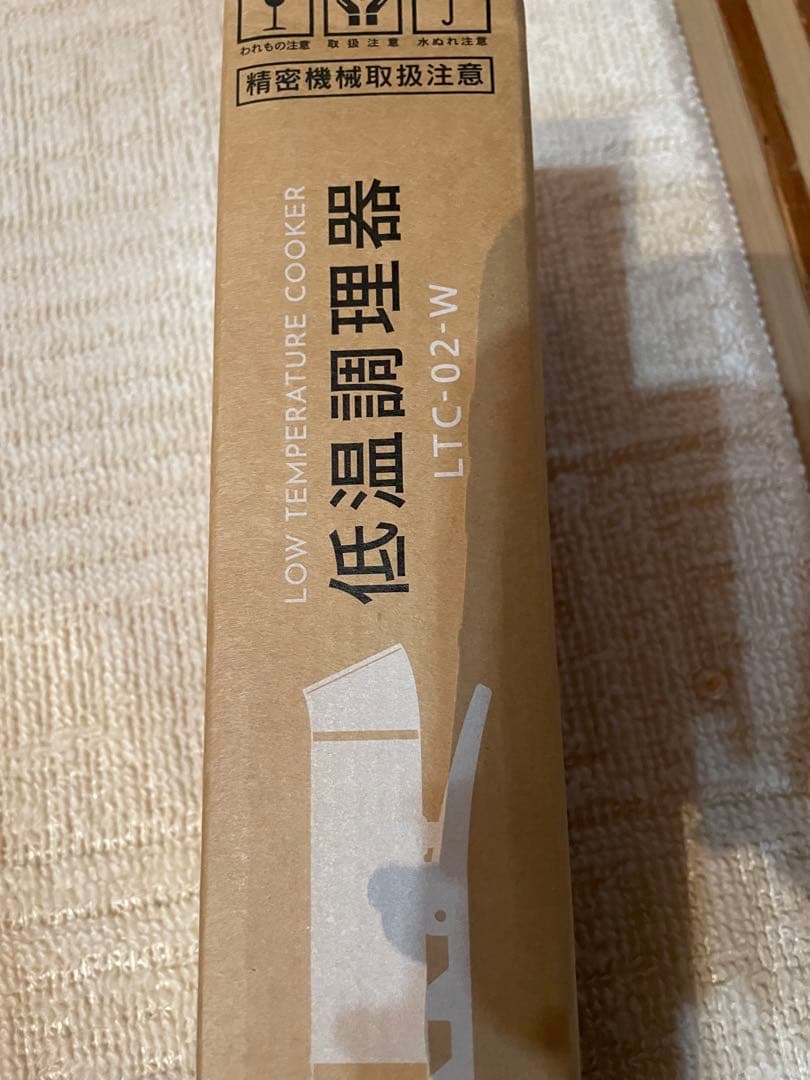 われもの注意
取扱注意
水ぬれ注意
精密機械取扱注意
LOW TEMPERATURE COOKER
低温調理器
LTC-02-W